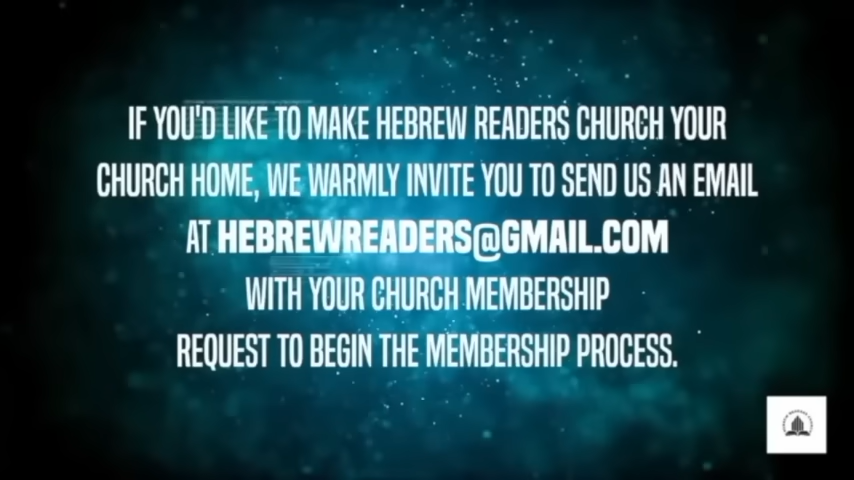 IF YOU'D LIKE TO MAKE HEBREW READERS CHURCH YOUR
CHURCH HOME, WE WARMLY INVITE YOU TO SEND US AN EMAIL
AT HEBREWREADERS@GMAIL.COM
WITH YOUR CHURCH MEMBERSHIP
REQUEST TO BEGIN THE MEMBERSHIP PROCESS.